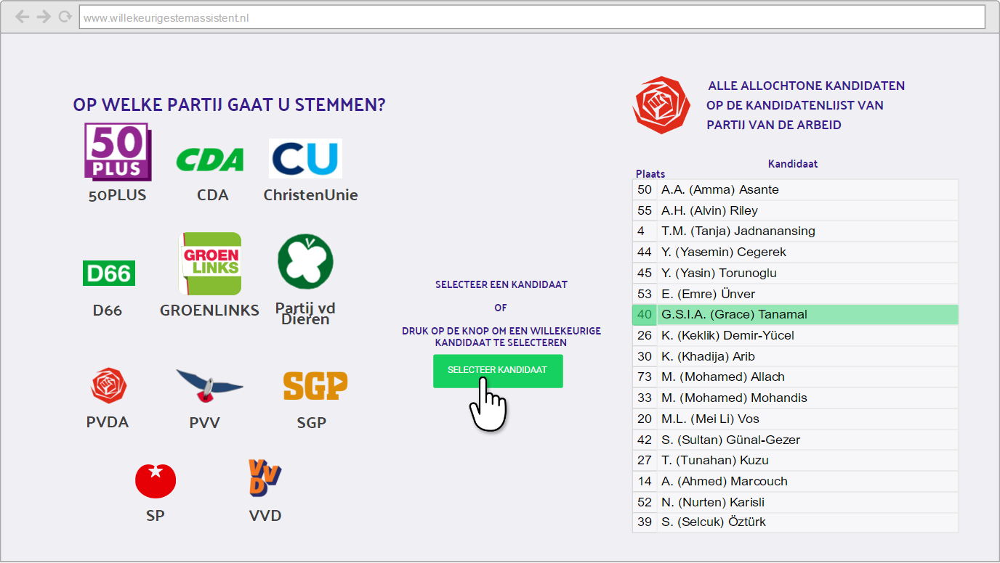 www.willekeurigestemassistent.nl
OP WELKE PARTIJ GAAT U STEMMEN?
50
PLUS
50PLUS
CDA
CDA
CU
ChristenUnie
D66
D66
GROEN
LINKS
GROENLINKS
Partij vd
Dieren
PVDA
PVV
SGP
SGP
SP
VVD
VVD
SELECTEER EEN KANDIDAAT
OF
DRUK OP DE KNOP OM EEN WILLEKEURIGE
KANDIDAAT TE SELECTEREN
SELECTEER KANDIDAAT
ALLE ALLOCHTONE KANDIDATEN
OP DE KANDIDATENLIJST VAN
PARTIJ VAN DE ARBEID
Plaats Kandidaat
50 A.A. (Amma) Asante
55 A.H. (Alvin) Riley
4 T.M. (Tanja) Jadnanansing
44 Y. (Yasemin) Cegerek
45 Y. (Yasin) Torunoglu
53 E. (Emre) Ünver
40 G.S.I.A. (Grace) Tanamal
26 K. (Keklik) Demir-Yücel
30 K. (Khadija) Arib
73 M. (Mohamed) Allach
33 M. (Mohamed) Mohandis
20 M.L. (Mei Li) Vos
42 S. (Sultan) Günal-Gezer
27 T. (Tunahan) Kuzu
14 A. (Ahmed) Marcouch
52 N. (Nurten) Karisli
39 S. (Selcuk) Öztürk